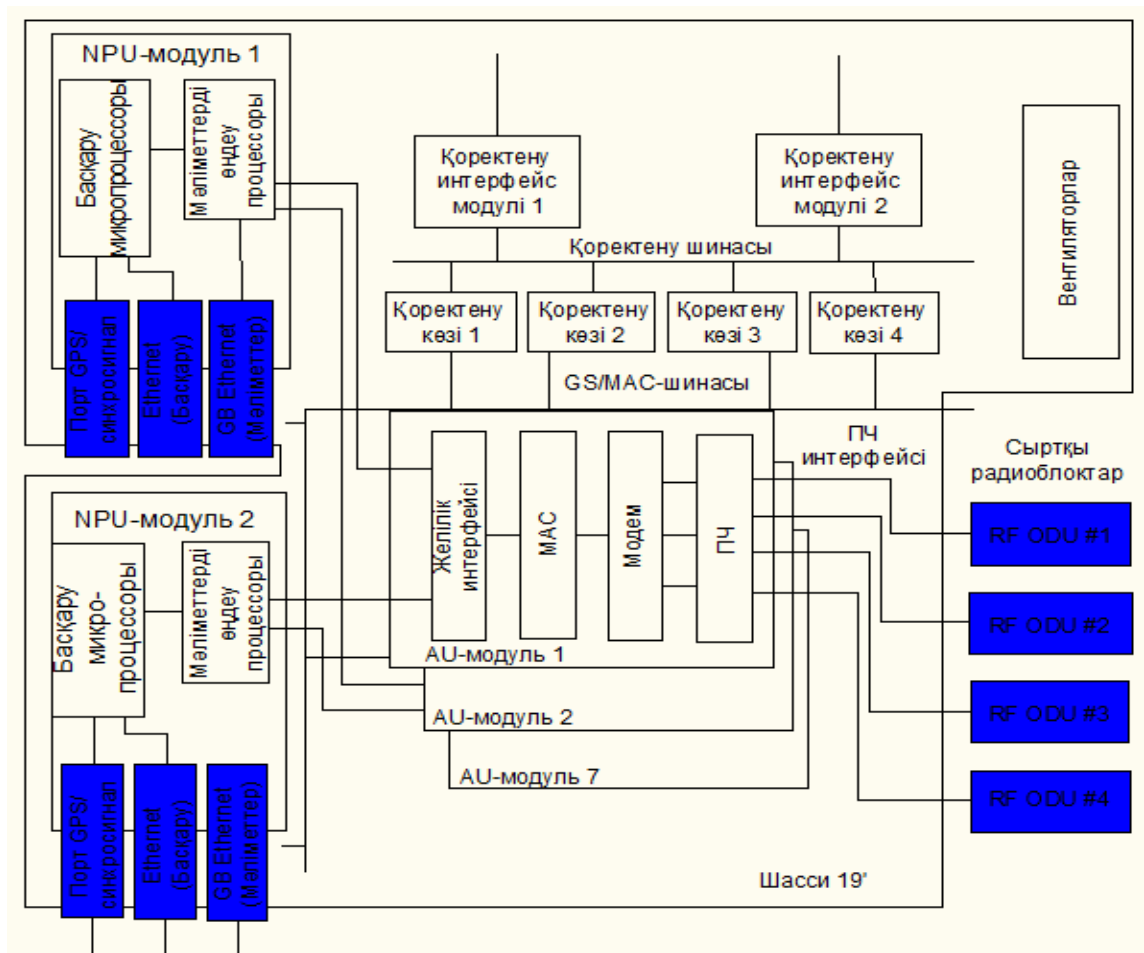 NPU-модуль 1
Басқару
микропроцессоры
Мәліметтерді
өңдеу
процессоры
Порт GPS/
синхросигнал
Ethernet
(Басқару)
GB Ethernet
(Мәліметтер)
Қоректену
интерфейс
модулі 1
Қоректену
интерфейс
модулі 2
Вентиляторлар
Қоректену шинасы
Қоректену
көзі 1
Қоректену
көзі 2
Қоректену
көзі 3
Қоректену
көзі 4
GS/MAC-шинасы
ПЧ
интерфейсі
Сыртқы
радиоблоктар
Желілік
интерфейсі
MAC
Модем
ПЧ
AU-модуль 1
AU-модуль 2
AU-модуль 7
RF ODU #1
RF ODU #2
RF ODU #3
RF ODU #4
NPU-модуль 2
Басқару
микро-
процессоры
Мәліметтерді
өңдеу
процессоры
Порт GPS/
синхросигнал
Ethernet
(Басқару)
GB Ethernet
(Мәліметтер)
Шасси 19'